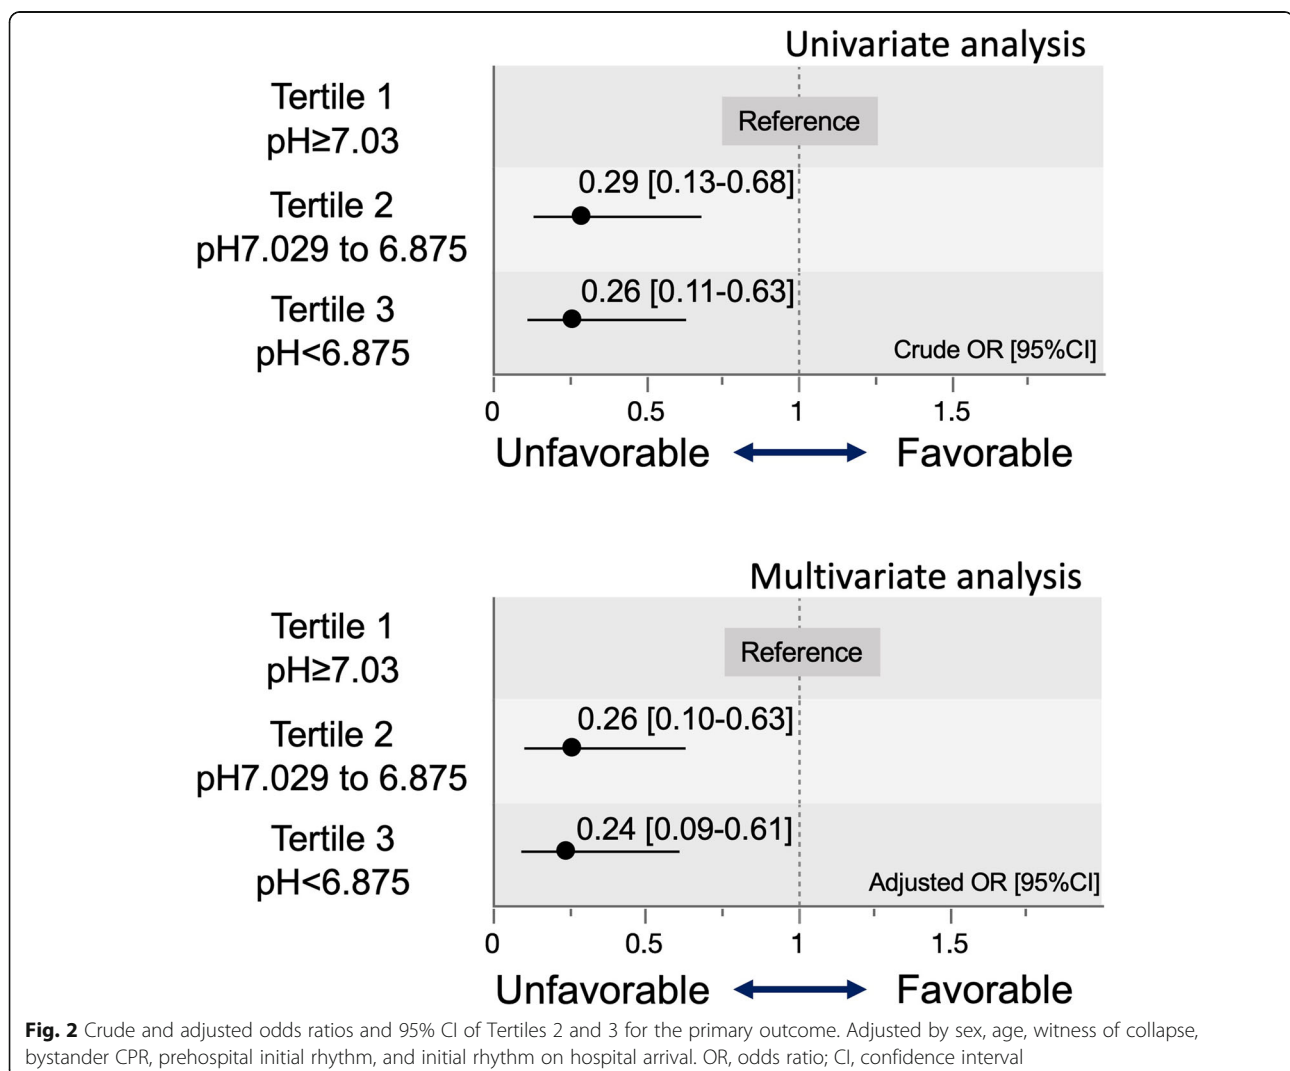 Univariate analysis
Tertile 1
pH≥7.03
Reference
Tertile 2
pH7.029 to 6.875
0.29 [0.13-0.68]
Tertile 3
pH<6.875
0.26 [0.11-0.63]
Crude OR [95%CI]
0 0.5 1 1.5
Unfavorable Favorable
Multivariate analysis
Tertile 1
pH≥7.03
Reference
Tertile 2
pH7.029 to 6.875
0.26 [0.10-0.63]
Tertile 3
pH<6.875
0.24 [0.09-0.61]
Adjusted OR [95%CI]
0 0.5 1 1.5
Unfavorable Favorable
Fig. 2 Crude and adjusted odds ratios and 95% CI of Tertiles 2 and 3 for the primary outcome. Adjusted by sex, age, witness of collapse,
bystander CPR, prehospital initial rhythm, and initial rhythm on hospital arrival. OR, odds ratio; CI, confidence interval